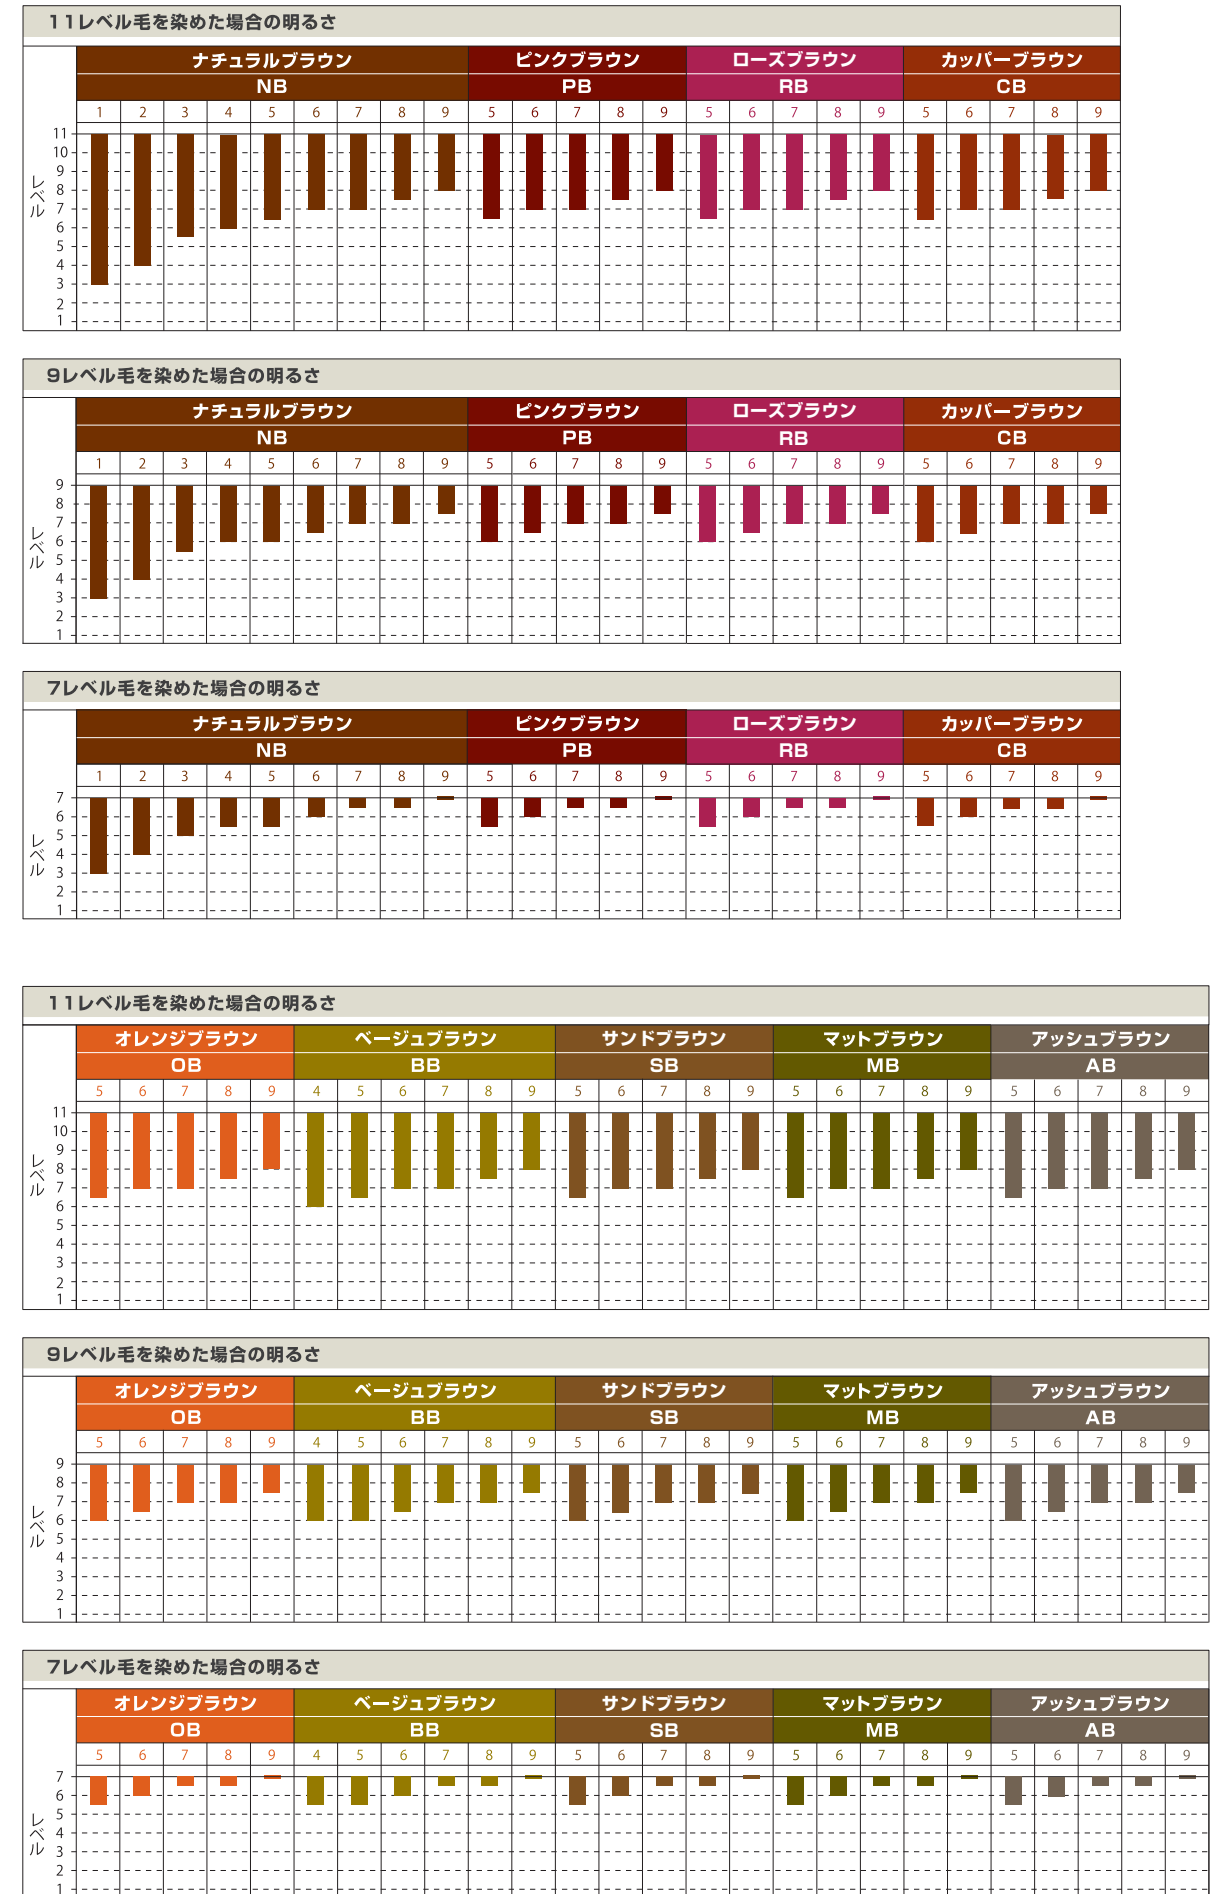 11レベル毛を染めた場合の明るさ
ナチュラルブラウン ピンクブラウン ローズブラウン カッパーブラウン
NB PB RB CB
1 2 3 4 5 6 7 8 9 5 6 7 8 9 5 6 7 8 9 5 6 7 8 9
レベル
11
10
9
8
7
6
5
4
3
2
1
9レベル毛を染めた場合の明るさ
ナチュラルブラウン ピンクブラウン ローズブラウン カッパーブラウン
NB PB RB CB
1 2 3 4 5 6 7 8 9 5 6 7 8 9 5 6 7 8 9 5 6 7 8 9
レベル
9
8
7
6
5
4
3
2
1
7レベル毛を染めた場合の明るさ
ナチュラルブラウン ピンクブラウン ローズブラウン カッパーブラウン
NB PB RB CB
1 2 3 4 5 6 7 8 9 5 6 7 8 9 5 6 7 8 9 5 6 7 8 9
レベル
7
6
5
4
3
2
1
11レベル毛を染めた場合の明るさ
オレンジブラウン ベージュブラウン サンドブラウン マットブラウン アッシュブラウン
OB BB SB MB AB
5 6 7 8 9 4 5 6 7 8 9 5 6 7 8 9 5 6 7 8 9 5 6 7 8 9
レベル
11
10
9
8
7
6
5
4
3
2
1
9レベル毛を染めた場合の明るさ
オレンジブラウン ベージュブラウン サンドブラウン マットブラウン アッシュブラウン
OB BB SB MB AB
5 6 7 8 9 4 5 6 7 8 9 5 6 7 8 9 5 6 7 8 9 5 6 7 8 9
レベル
9
8
7
6
5
4
3
2
1
7レベル毛を染めた場合の明るさ
オレンジブラウン ベージュブラウン サンドブラウン マットブラウン アッシュブラウン
OB BB SB MB AB
5 6 7 8 9 4 5 6 7 8 9 5 6 7 8 9 5 6 7 8 9 5 6 7 8 9
レベル
7
6
5
4
3
2
1